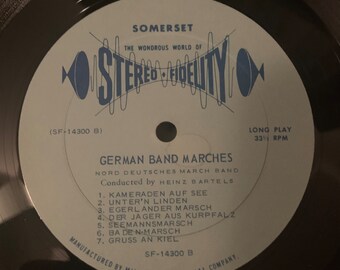 SOMERSET
THE WONDROUS WORLD OF
STEREO - FIDELITY
(SF-14300 B)
LONG PLAY
33⅓ RPM
GERMAN BAND MARCHES
NORD DEUTSCHES MARCH BAND
Conducted by HEINZ BARTELS
1. KAMERADEN AUF SEE
2. UNTER'N LINDEN
3. EGERLANDER MARSCH
4. DER JAGER AUS KURPFALZ
5. SEEMANNSMARSCH
6. BADEN-MARSCH
7. GRUSS AN KIEL
SF-14300 B
MANUFACTURED BY